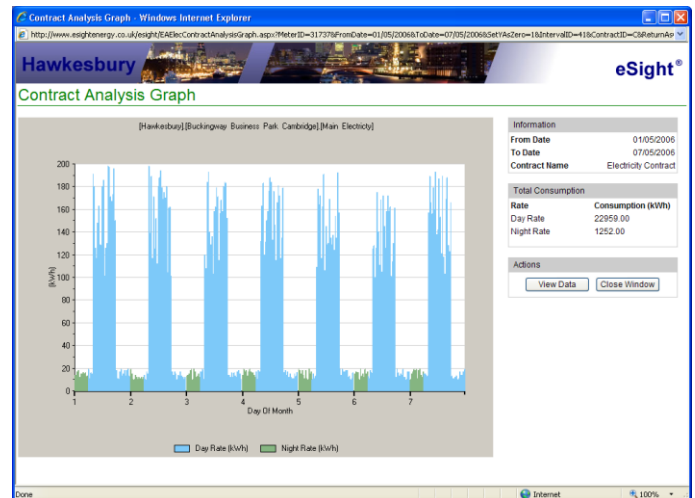 Contract Analysis Graph - Windows Internet Explorer
http://www.esightenergy.co.uk/esight/EAElecContractAnalysisGraph.aspx?MeterID=31737&FromDate=01/05/2006&ToDate=07/05/2006&SetYAsZero=1&IntervalID=41&ContractID=C&ReturnAs
Hawkesbury
eSight®
Contract Analysis Graph
[Hawkesbury].[Buckingway Business Park Cambridge].[Main Electricty]
200
180
160
140
120
100
80
60
40
20
0
[kWh]
1 2 3 4 5 6 7
Day Of Month
Day Rate (kWh) Night Rate (kWh)
Information
From Date 01/05/2006
To Date 07/05/2006
Contract Name Electricity Contract
Total Consumption
Rate Consumption (kWh)
Day Rate 22959.00
Night Rate 1252.00
Actions
View Data Close Window
Done Internet 100%